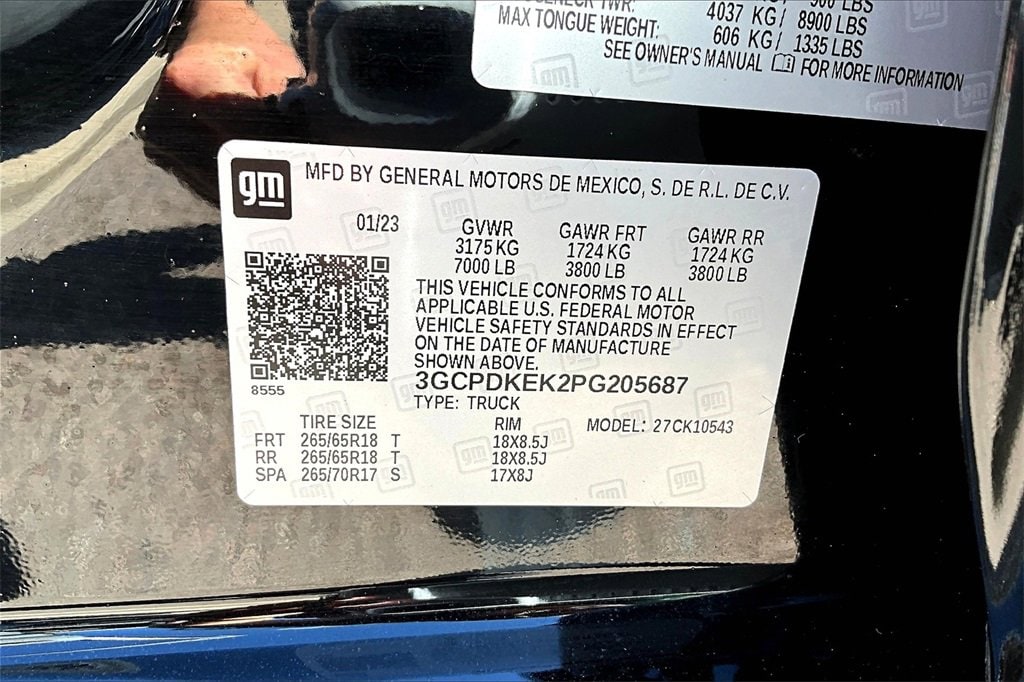 TWR: KG/ 900 LBS
4037 KG/ 8900 LBS
MAX TONGUE WEIGHT: 606 KG/ 1335 LBS
SEE OWNER'S MANUAL FOR MORE INFORMATION
gm MFD BY GENERAL MOTORS DE MEXICO, S. DE R.L. DE C.V.
01/23 GVWR GAWR FRT GAWR RR
3175 KG 1724 KG 1724 KG
7000 LB 3800 LB 3800 LB
THIS VEHICLE CONFORMS TO ALL
APPLICABLE U.S. FEDERAL MOTOR
VEHICLE SAFETY STANDARDS IN EFFECT
ON THE DATE OF MANUFACTURE
SHOWN ABOVE.
8555
3GCPDKEK2PG205687
TYPE: TRUCK
TIRE SIZE RIM MODEL: 27CK10543
FRT 265/65R18 T 18X8.5J
RR 265/65R18 T 18X8.5J
SPA 265/70R17 S 17X8J